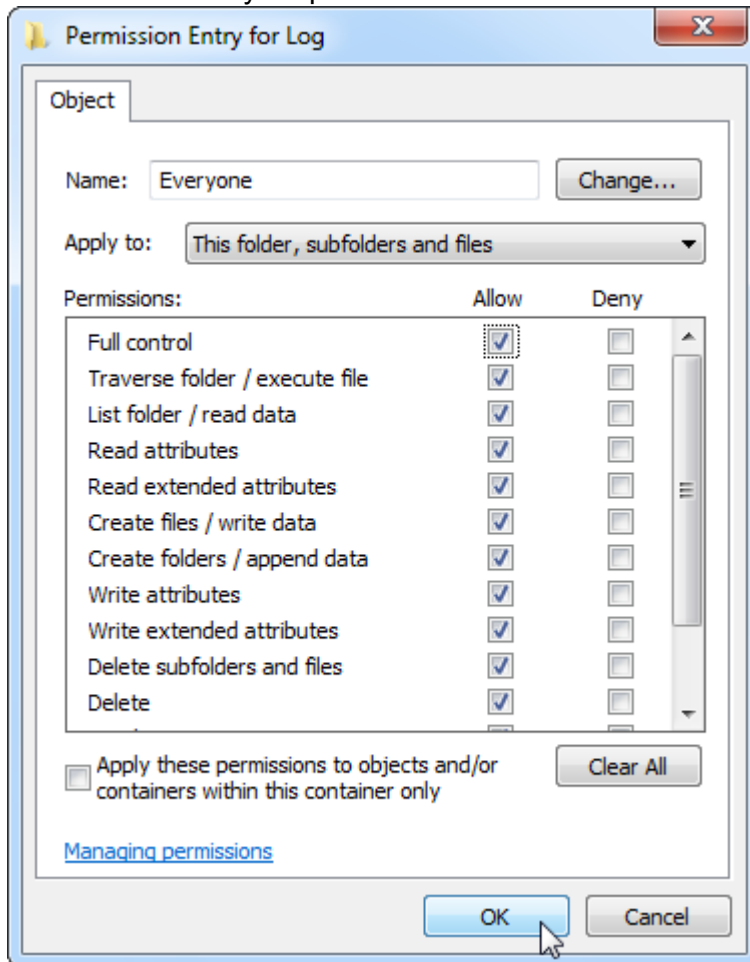 Permission Entry for Log
Object
Name: Everyone Change...
Apply to: This folder, subfolders and files
Permissions: Allow Deny
Full control
Traverse folder / execute file
List folder / read data
Read attributes
Read extended attributes
Create files / write data
Create folders / append data
Write attributes
Write extended attributes
Delete subfolders and files
Delete
Apply these permissions to objects and/or
containers within this container only
Clear All
Managing permissions
OK Cancel